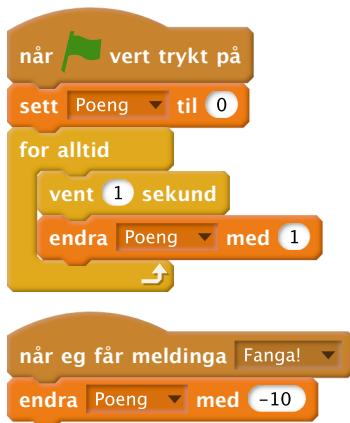 når vert trykt på
sett Poeng til 0
for alltid
vent 1 sekund
endra Poeng med 1
når eg får meldinga Fanga!
endra Poeng med -10